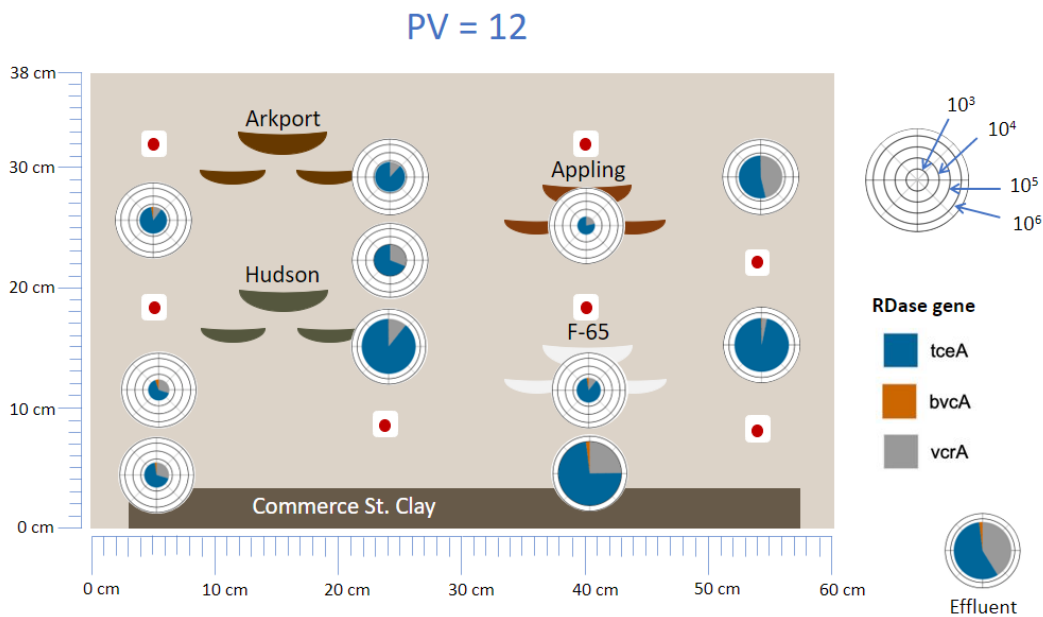 PV = 12
38 cm
30 cm
20 cm
10 cm
0 cm
Arkport
Appling
Hudson
F-65
Commerce St. Clay
0 cm
10 cm
20 cm
30 cm
40 cm
50 cm
60 cm
10³
10⁴
10⁵
10⁶
RDase gene
tceA
bvcA
vcrA
Effluent